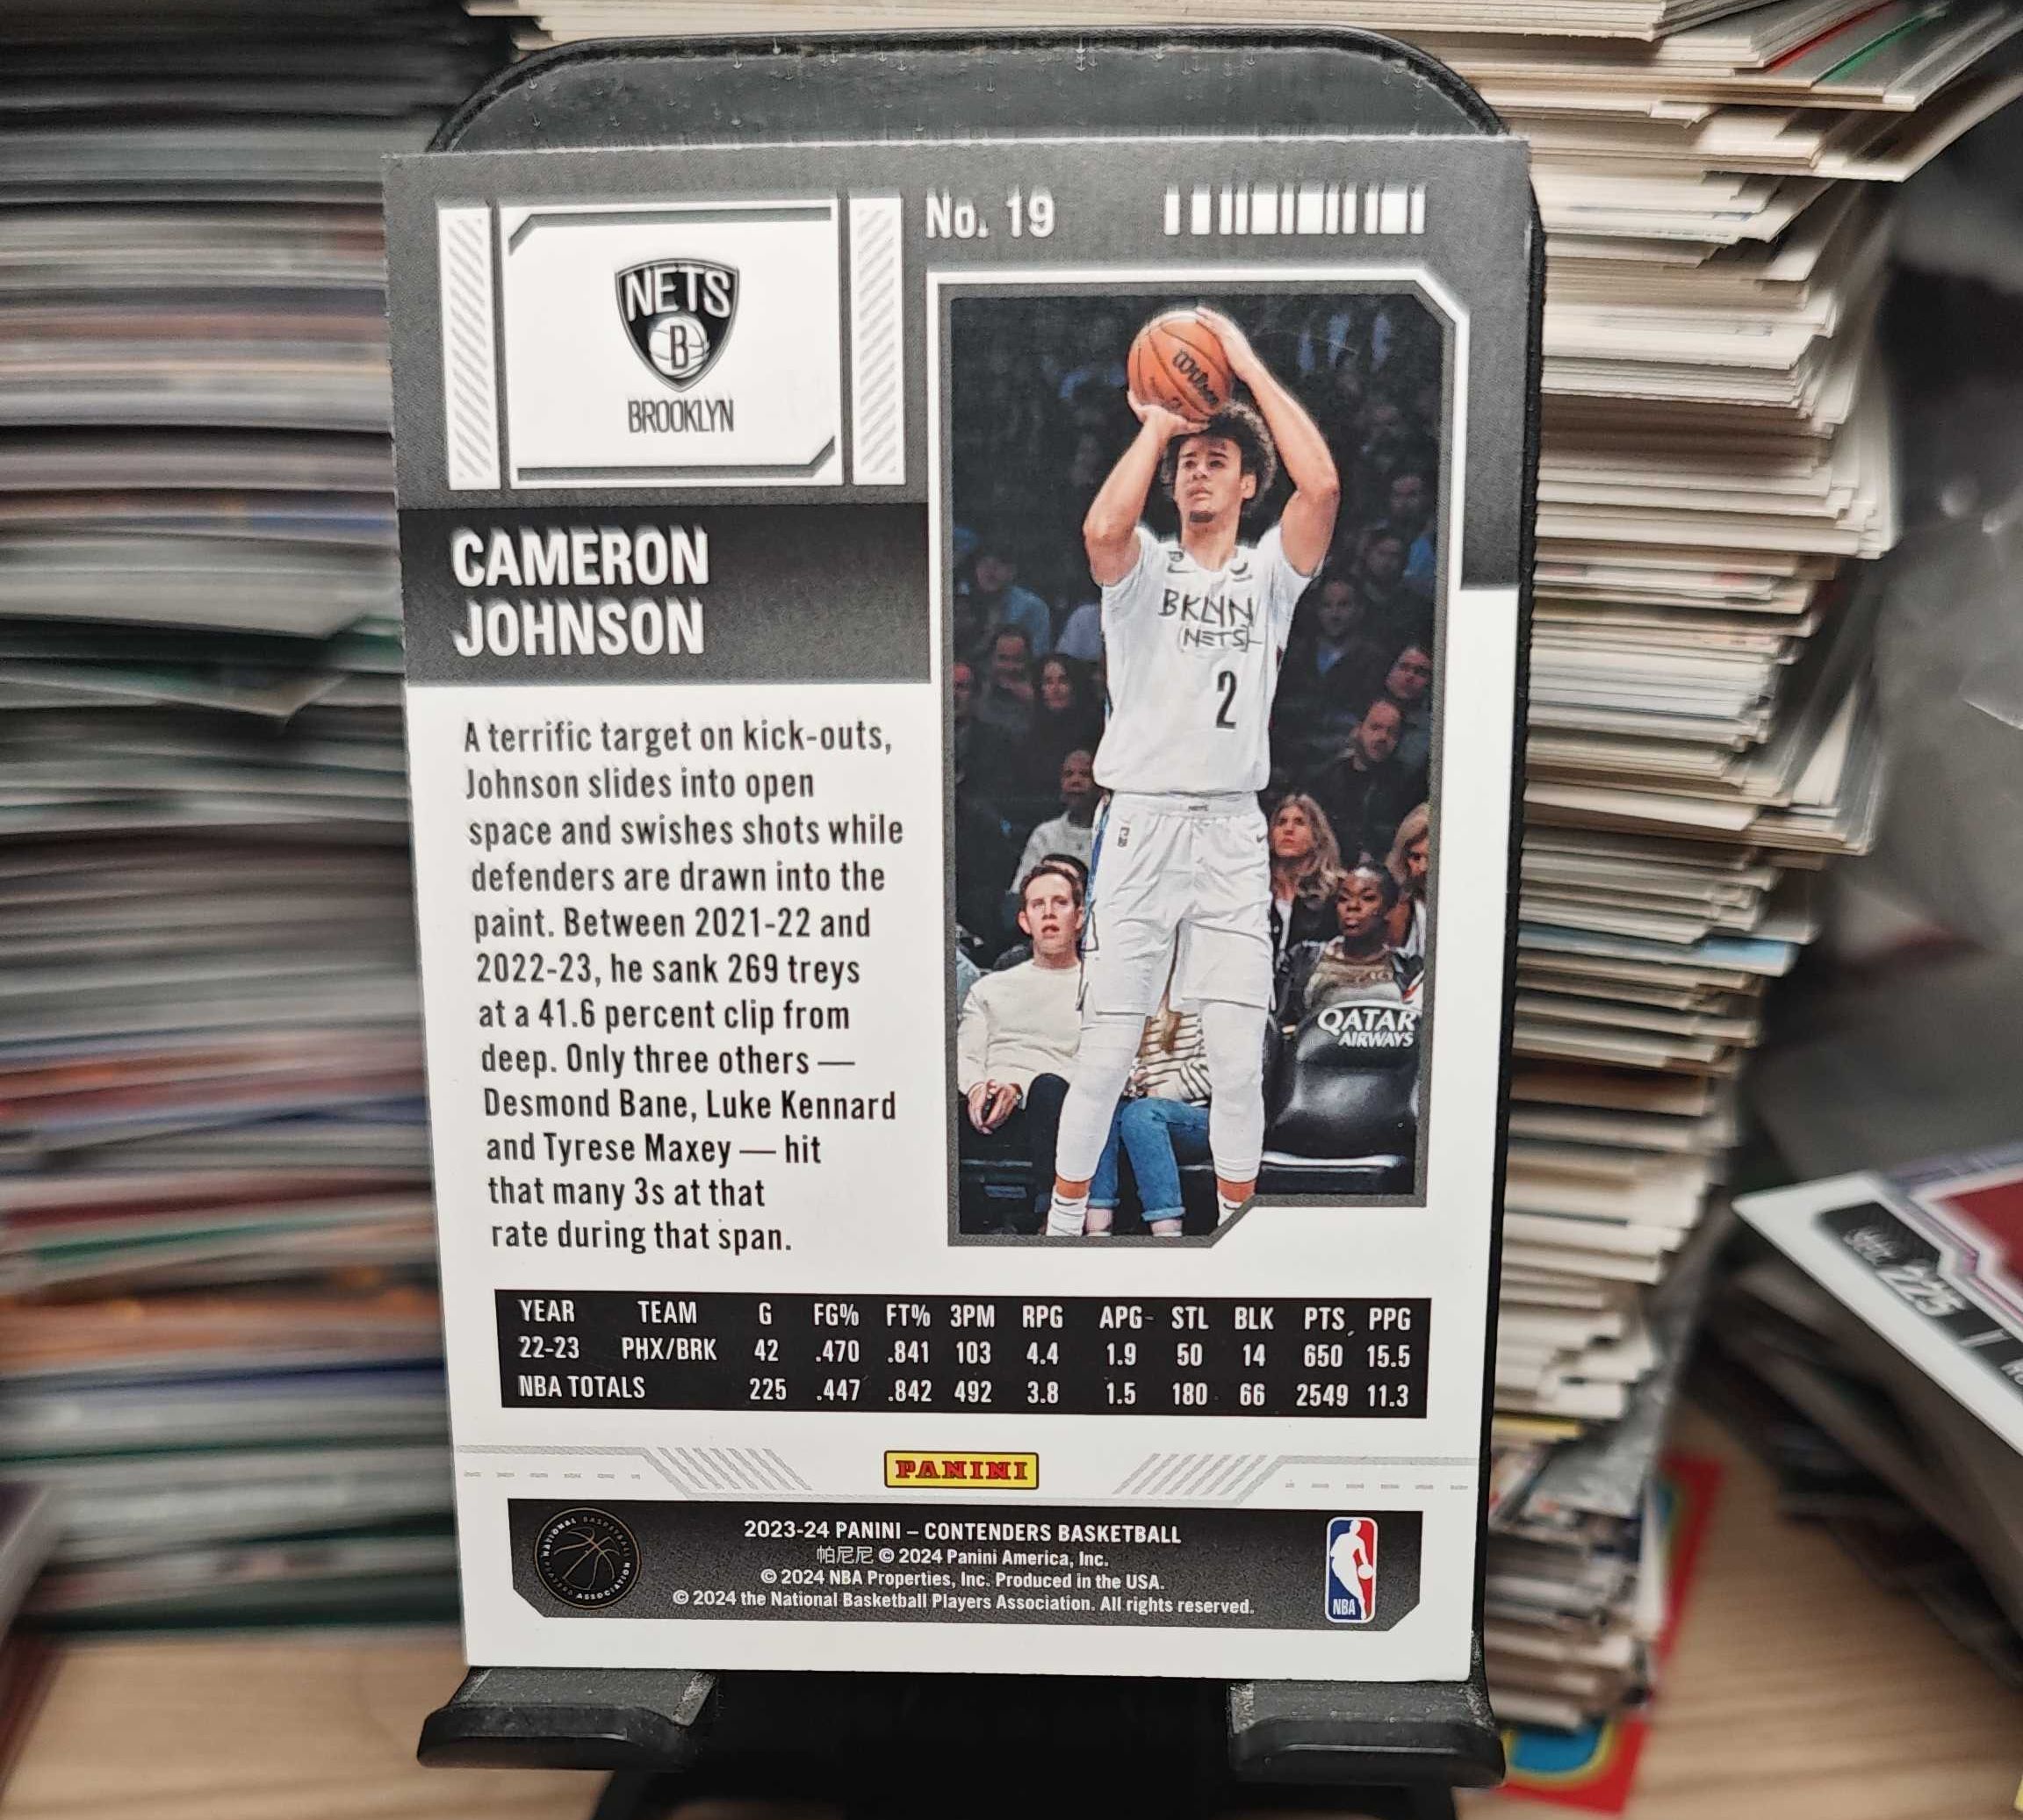 No. 19
NETS
B
BROOKLYN
CAMERON
JOHNSON
Wilson
BKLYN
(NETS)
2
QATAR
AIRWAYS
A terrific target on kick-outs,
Johnson slides into open
space and swishes shots while
defenders are drawn into the
paint. Between 2021-22 and
2022-23, he sank 269 treys
at a 41.6 percent clip from
deep. Only three others —
Desmond Bane, Luke Kennard
and Tyrese Maxey — hit
that many 3s at that
rate during that span.
YEAR TEAM G FG% FT% 3PM RPG APG STL BLK PTS PPG
22-23 PHX/BRK 42 .470 .841 103 4.4 1.9 50 14 650 15.5
NBA TOTALS 225 .447 .842 492 3.8 1.5 180 66 2549 11.3
PANINI
NATIONAL BASKETBALL PLAYERS ASSOCIATION
2023-24 PANINI – CONTENDERS BASKETBALL
帕尼尼 © 2024 Panini America, Inc.
© 2024 NBA Properties, Inc. Produced in the USA.
© 2024 the National Basketball Players Association. All rights reserved.
NBA
225